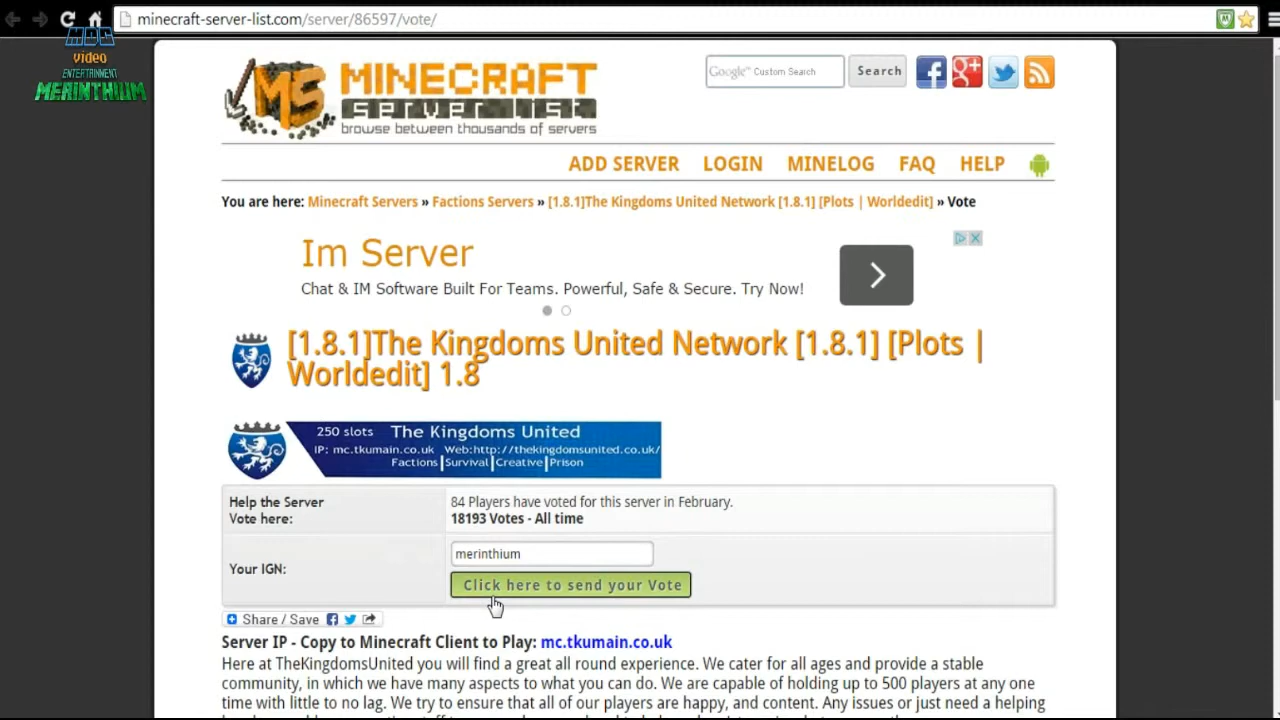 minecraft-server-list.com/server/86597/vote/
MDS
video
ENTERTAINMENT
MERINTHIUM
MS
MINECRAFT
server list
browse between thousands of servers
Google™ Custom Search
Search
ADD SERVER LOGIN MINELOG FAQ HELP
You are here: Minecraft Servers » Factions Servers » [1.8.1]The Kingdoms United Network [1.8.1] [Plots | Worldedit] » Vote
Im Server
Chat & IM Software Built For Teams. Powerful, Safe & Secure. Try Now!
[1.8.1]The Kingdoms United Network [1.8.1] [Plots |
Worldedit] 1.8
250 slots The Kingdoms United
IP: mc.tkumain.co.uk Web:http://thekingdomsunited.co.uk/
Factions|Survival|Creative|Prison
Help the Server
Vote here:
84 Players have voted for this server in February.
18193 Votes - All time
Your IGN:
merinthium
Click here to send your Vote
Share / Save
Server IP - Copy to Minecraft Client to Play: mc.tkumain.co.uk
Here at TheKingdomsUnited you will find a great all round experience. We cater for all ages and provide a stable
community, in which we have many aspects to what you can do. We are capable of holding up to 500 players at any one
time with little to no lag. We try to ensure that all of our players are happy, and content. Any issues or just need a helping